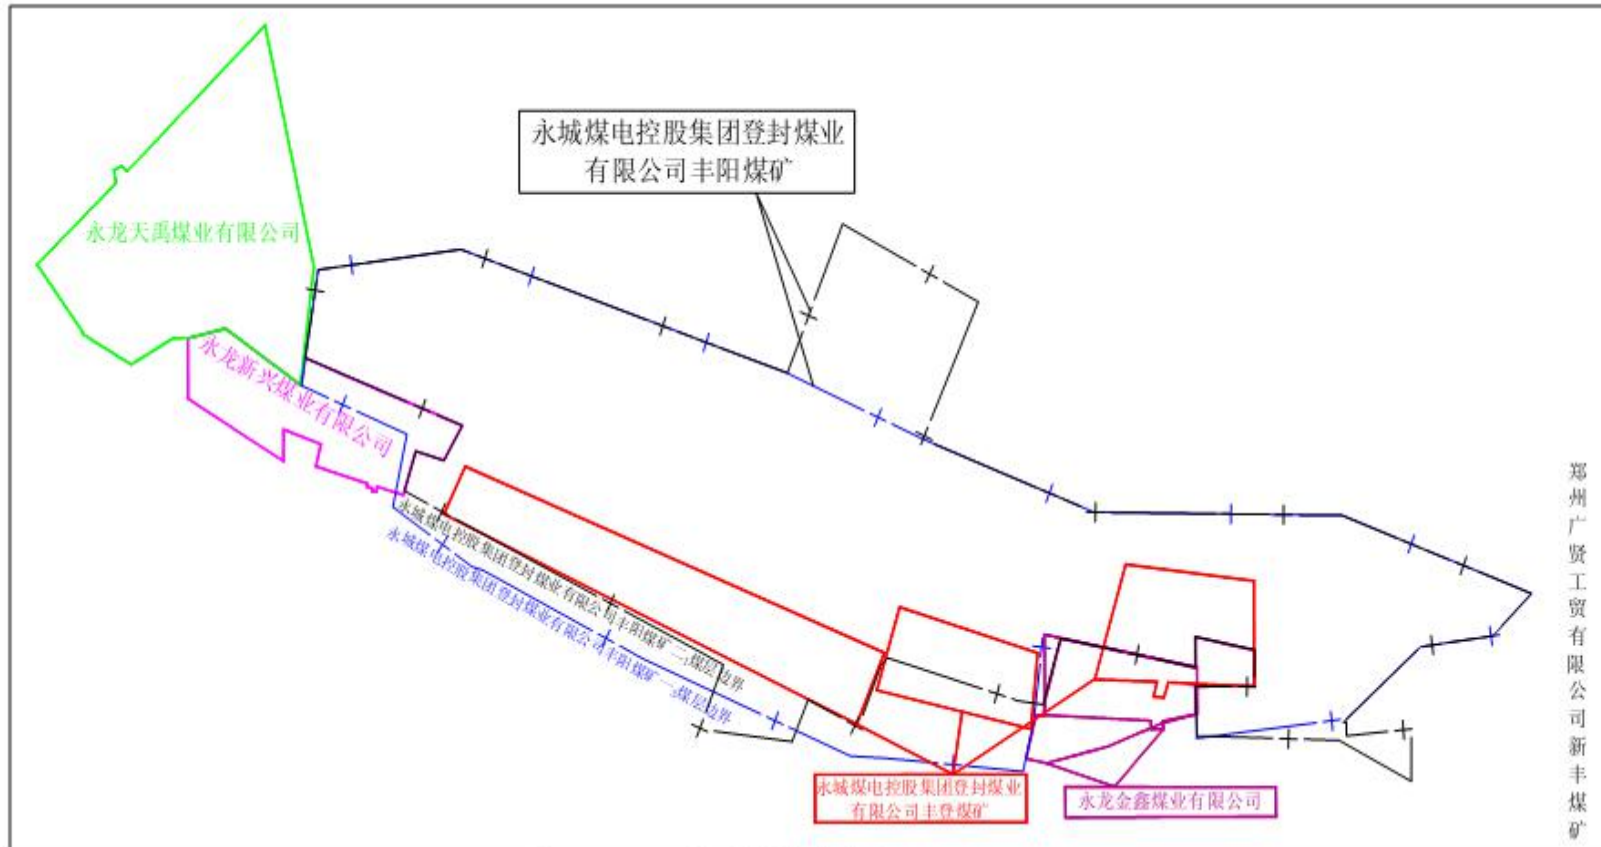 永城煤电控股集团登封煤业
有限公司丰阳煤矿
永龙天禹煤业有限公司
永龙新兴煤业有限公司
永城煤电控股集团登封煤业有限公司丰阳煤矿二₁煤层边界
永城煤电控股集团登封煤业有限公司丰阳煤矿一₃煤层边界
永城煤电控股集团登封煤业
有限公司丰登煤矿
永龙金鑫煤业有限公司
郑州广贤工贸有限公司新丰煤矿